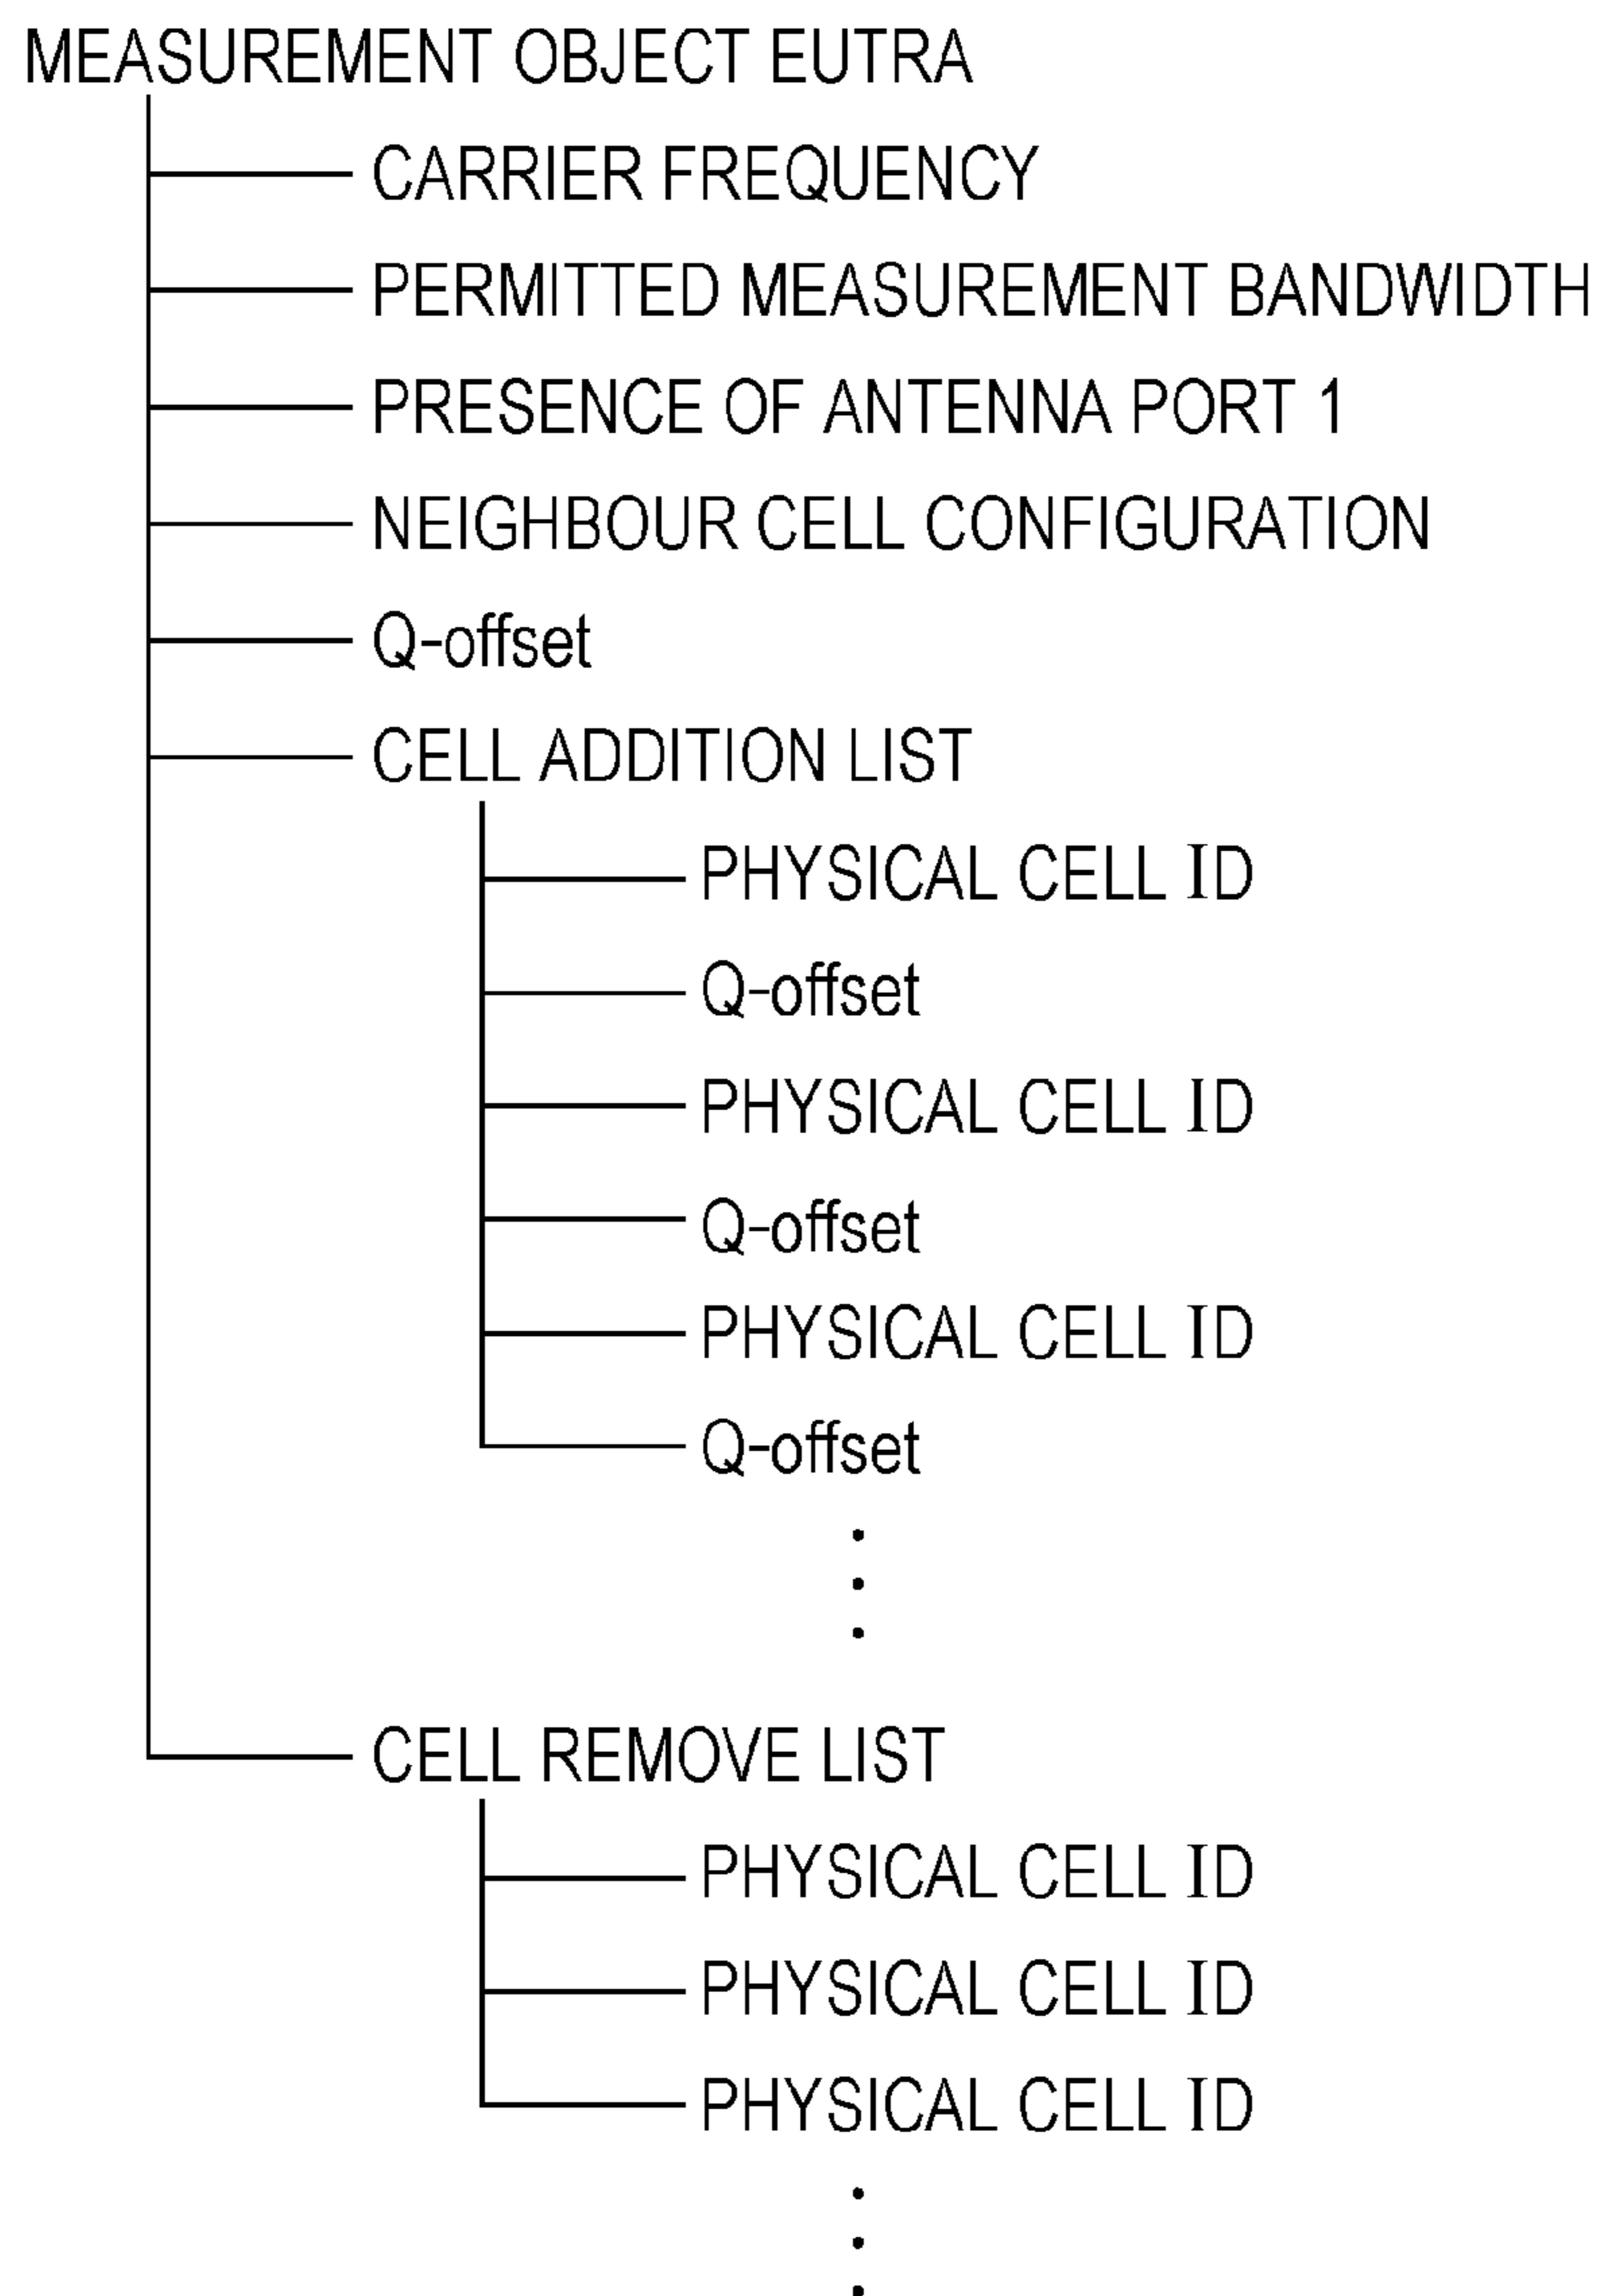 MEASUREMENT OBJECT EUTRA
CARRIER FREQUENCY
PERMITTED MEASUREMENT BANDWIDTH
PRESENCE OF ANTENNA PORT 1
NEIGHBOUR CELL CONFIGURATION
Q-offset
CELL ADDITION LIST
PHYSICAL CELL ID
Q-offset
PHYSICAL CELL ID
Q-offset
PHYSICAL CELL ID
Q-offset
CELL REMOVE LIST
PHYSICAL CELL ID
PHYSICAL CELL ID
PHYSICAL CELL ID